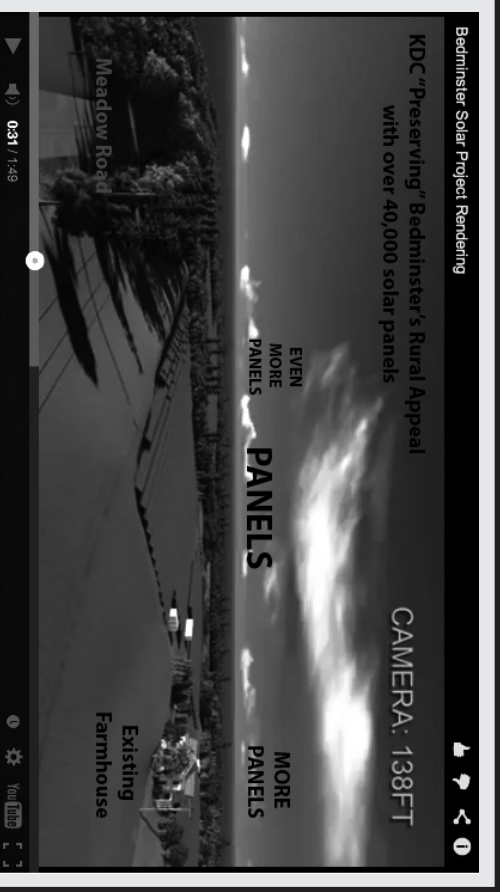 Bedminster Solar Project Rendering
KDC "Preserving" Bedminster's Rural Appeal
with over 40,000 solar panels
CAMERA: 138FT
EVEN
MORE
PANELS
PANELS
MORE
PANELS
Meadow Road
Existing
Farmhouse
0:31 / 1:49
YouTube